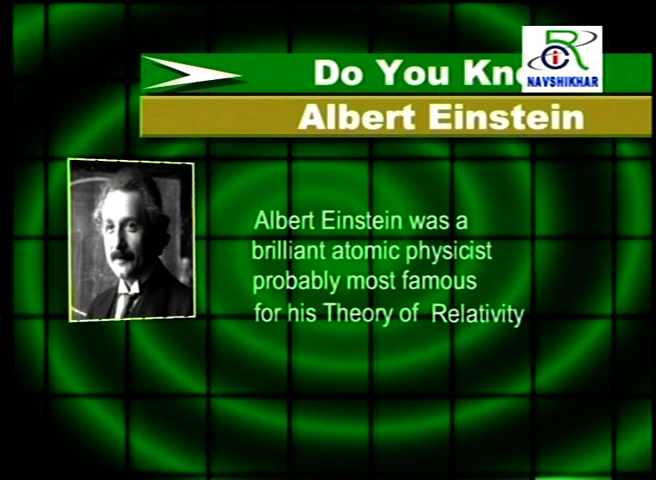 Do You Kn
NAVSHIKHAR
Albert Einstein
Albert Einstein was a
brilliant atomic physicist
probably most famous
for his Theory of Relativity